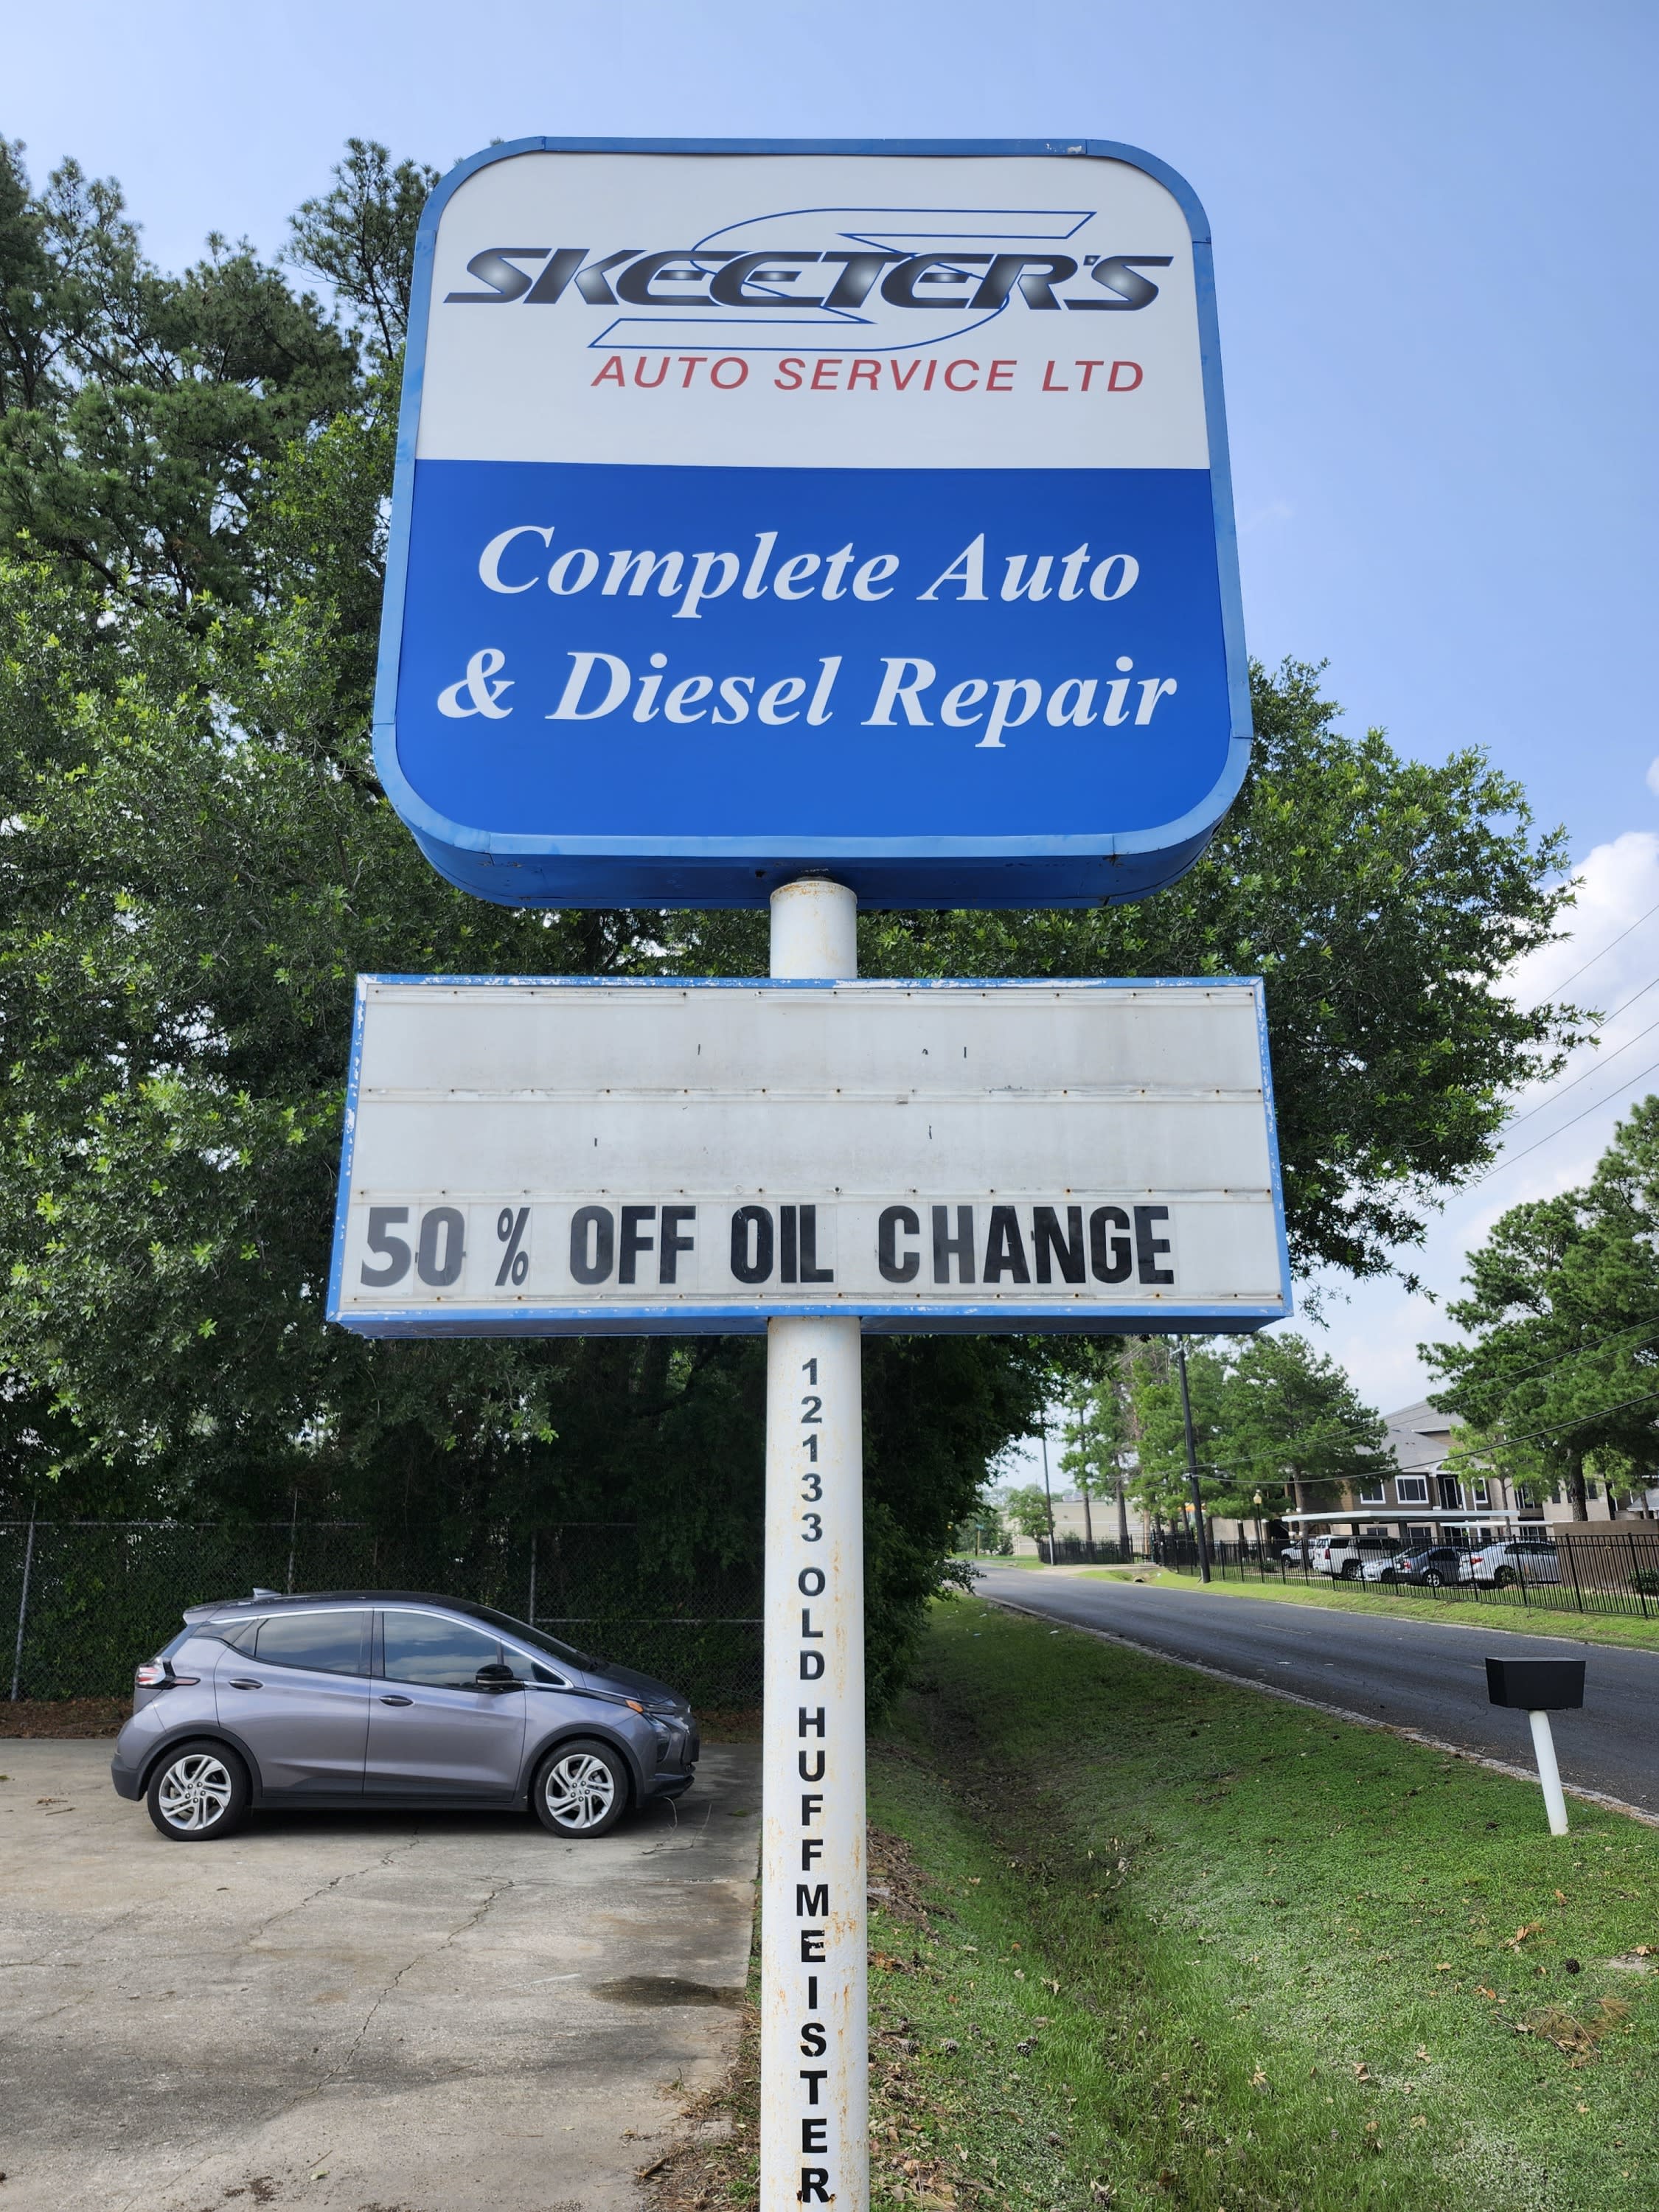 SKEETER'S
AUTO SERVICE LTD
Complete Auto
& Diesel Repair
50 % OFF OIL CHANGE
12133 OLD HUFFMEISTER